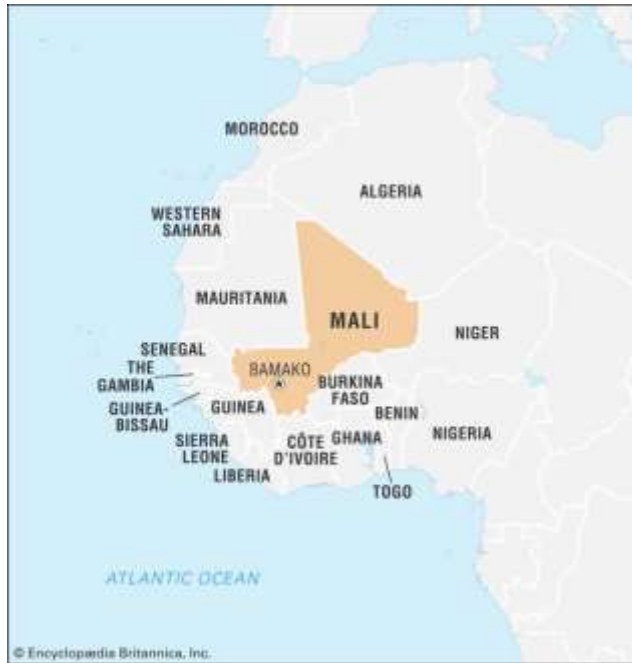 MOROCCO
ALGERIA
WESTERN
SAHARA
MAURITANIA
MALI
NIGER
SENEGAL
THE
GAMBIA
BAMAKO
BURKINA
FASO
GUINEA-
BISSAU
GUINEA
BENIN
NIGERIA
SIERRA
LEONE
CÔTE
D'IVOIRE
GHANA
LIBERIA
TOGO
ATLANTIC OCEAN
© Encyclopædia Britannica, Inc.